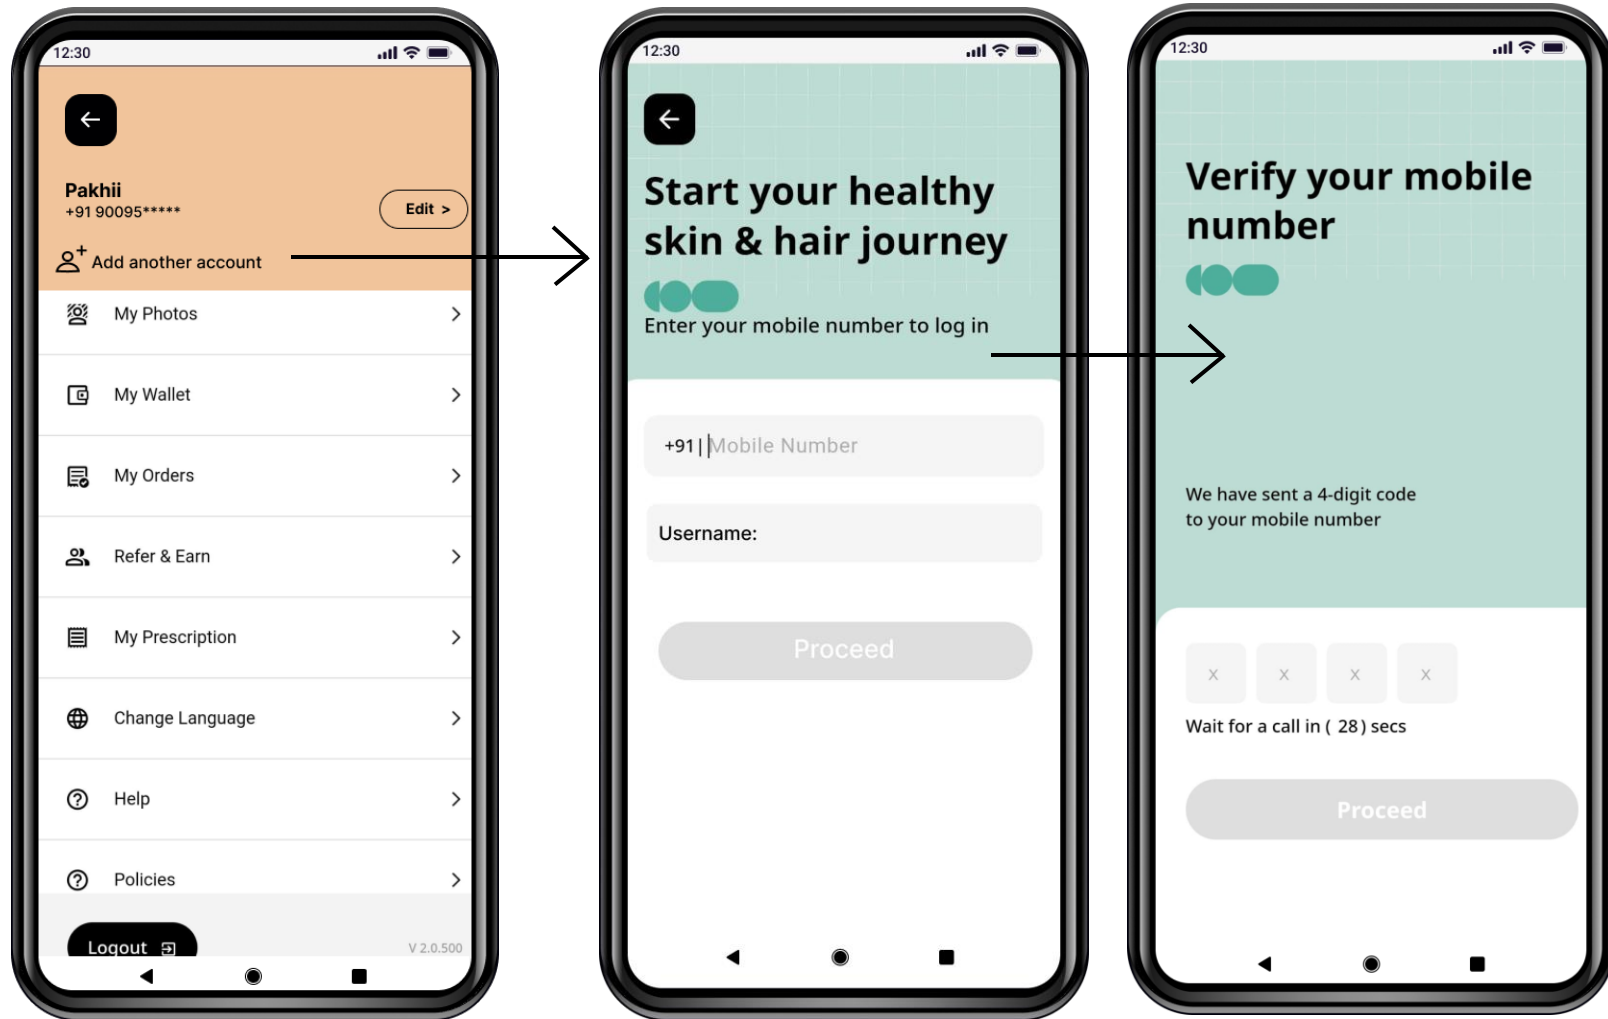 12:30
Pakhii
+91 90095*****
Edit >
Add another account
My Photos
My Wallet
My Orders
Refer & Earn
My Prescription
Change Language
Help
Policies
Logout
V 2.0.500
12:30
Start your healthy
skin & hair journey
Enter your mobile number to log in
+91| Mobile Number
Username:
Proceed
12:30
Verify your mobile
number
We have sent a 4-digit code
to your mobile number
x x x x
Wait for a call in ( 28) secs
Proceed